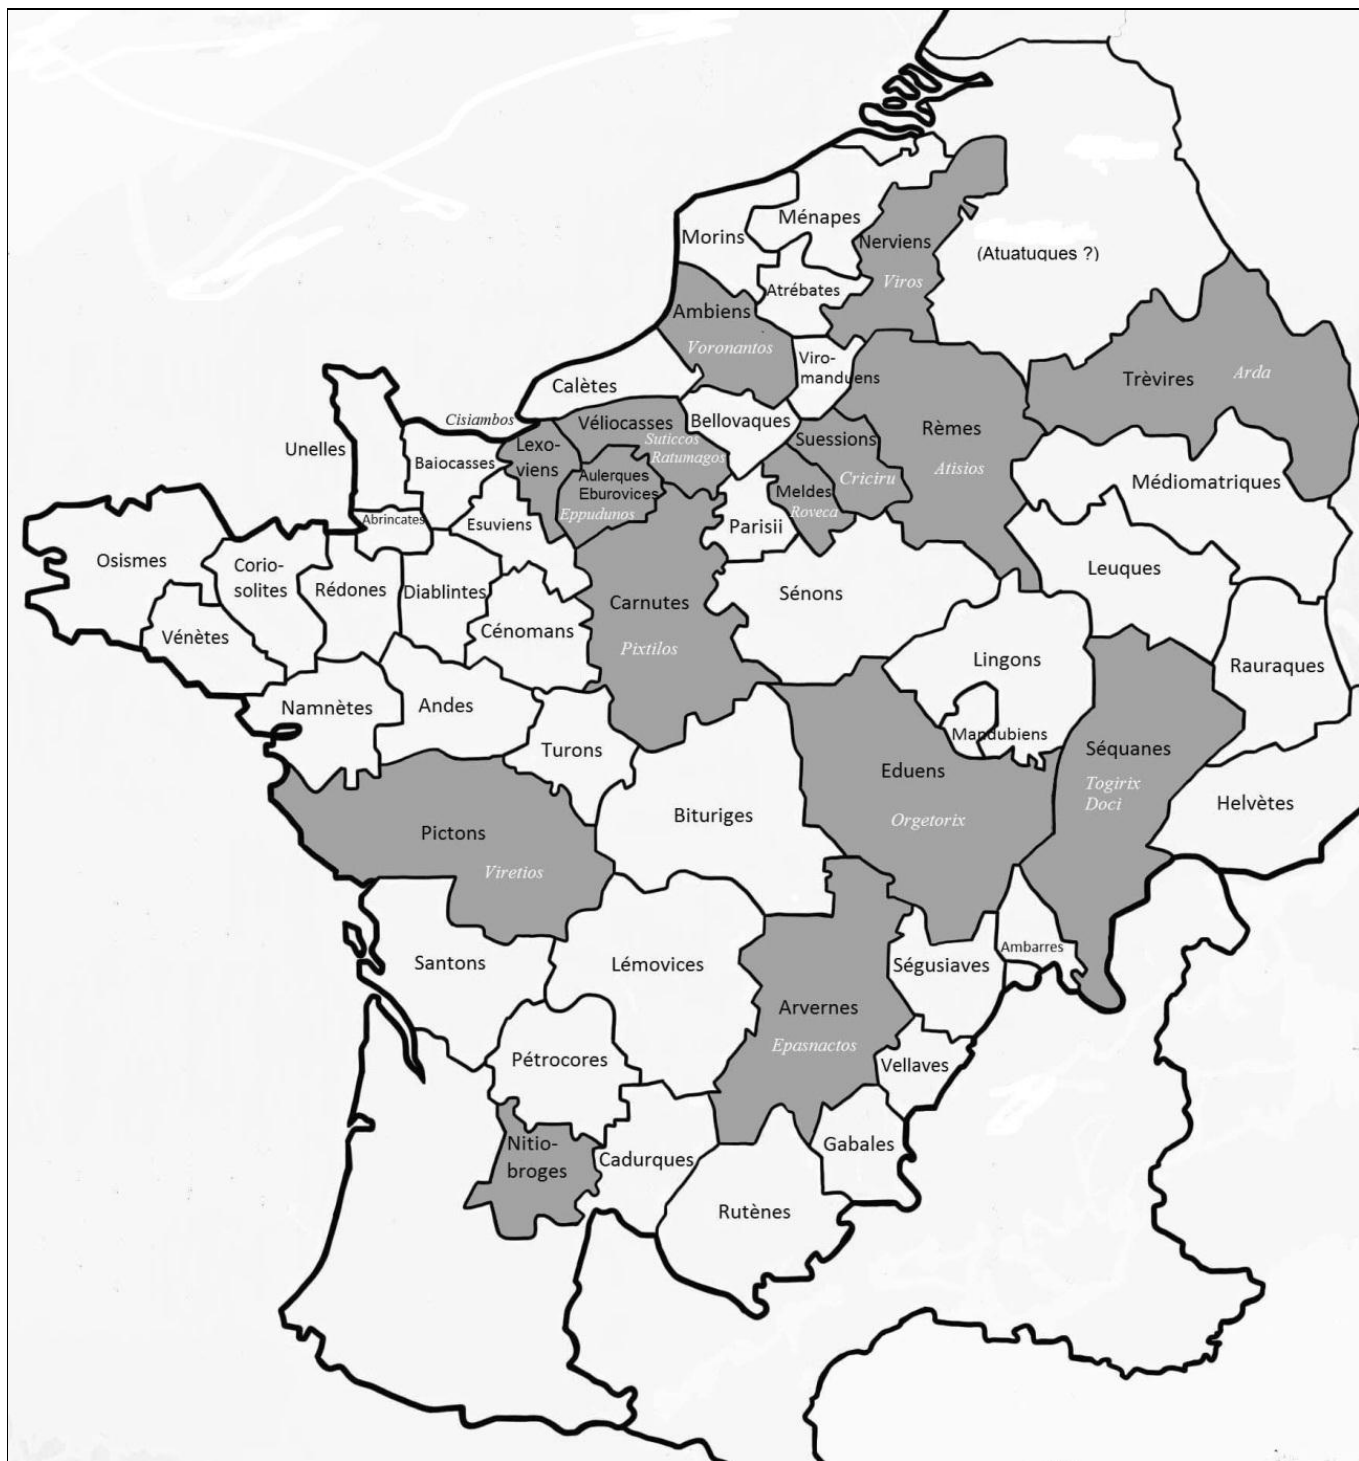 Ménapes
Morins
Nerviens
(Atuatuques ?)
Viros
Atrébates
Ambiens
Voronantos
Viro-
manduens
Trèvires
Arda
Calètes
Cisiambos
Véliocasses
Bellovaques
Suticcos
Ratumagos
Suessions
Criciru
Rèmes
Atisios
Unelles
Baiocasses
Lexo-
viens
Aulerques
Eburovices
Eppudunos
Meldes
Roveca
Médiomatriques
Abrincates
Esuviens
Parisii
Osismes
Corio-
solites
Rédones
Diablintes
Carnutes
Pixtilos
Sénons
Leuques
Vénètes
Cénomans
Lingons
Rauraques
Namnètes
Andes
Turons
Mandubiens
Séquanes
Togirix
Doci
Eduens
Orgetorix
Helvètes
Bituriges
Pictons
Viretios
Santons
Lémovices
Ségusiaves
Ambarres
Arvernes
Epasnactos
Pétrocores
Vellaves
Nitio-
broges
Cadurques
Gabales
Rutènes